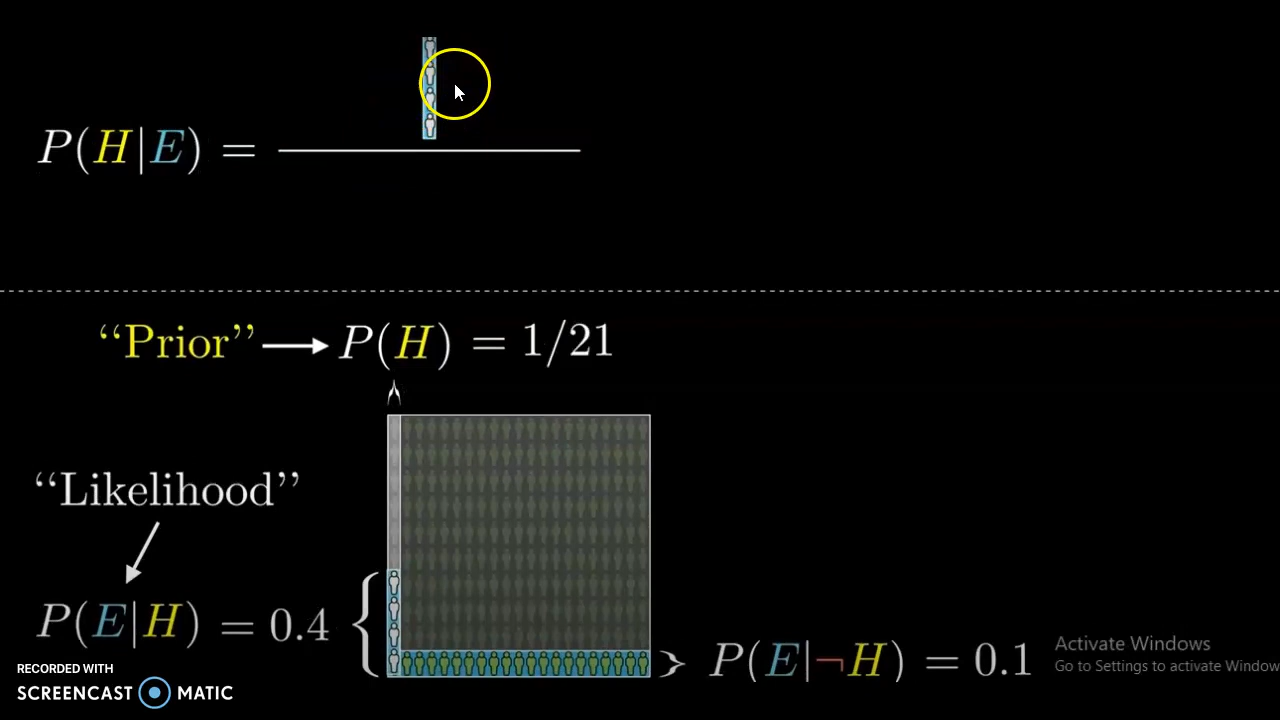 P(H|E) =
“Prior” → P(H) = 1/21
“Likelihood”
P(E|H) = 0.4
P(E|¬H) = 0.1
Activate Windows
Go to Settings to activate Window
RECORDED WITH
SCREENCAST MATIC